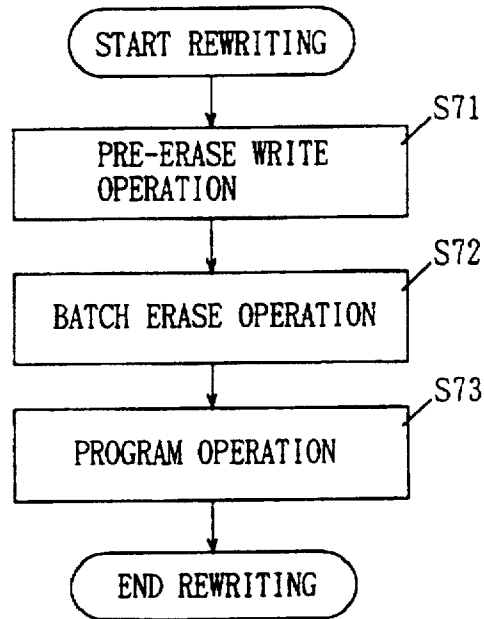 START REWRITING
S71
PRE-ERASE WRITE
OPERATION
S72
BATCH ERASE OPERATION
S73
PROGRAM OPERATION
END REWRITING